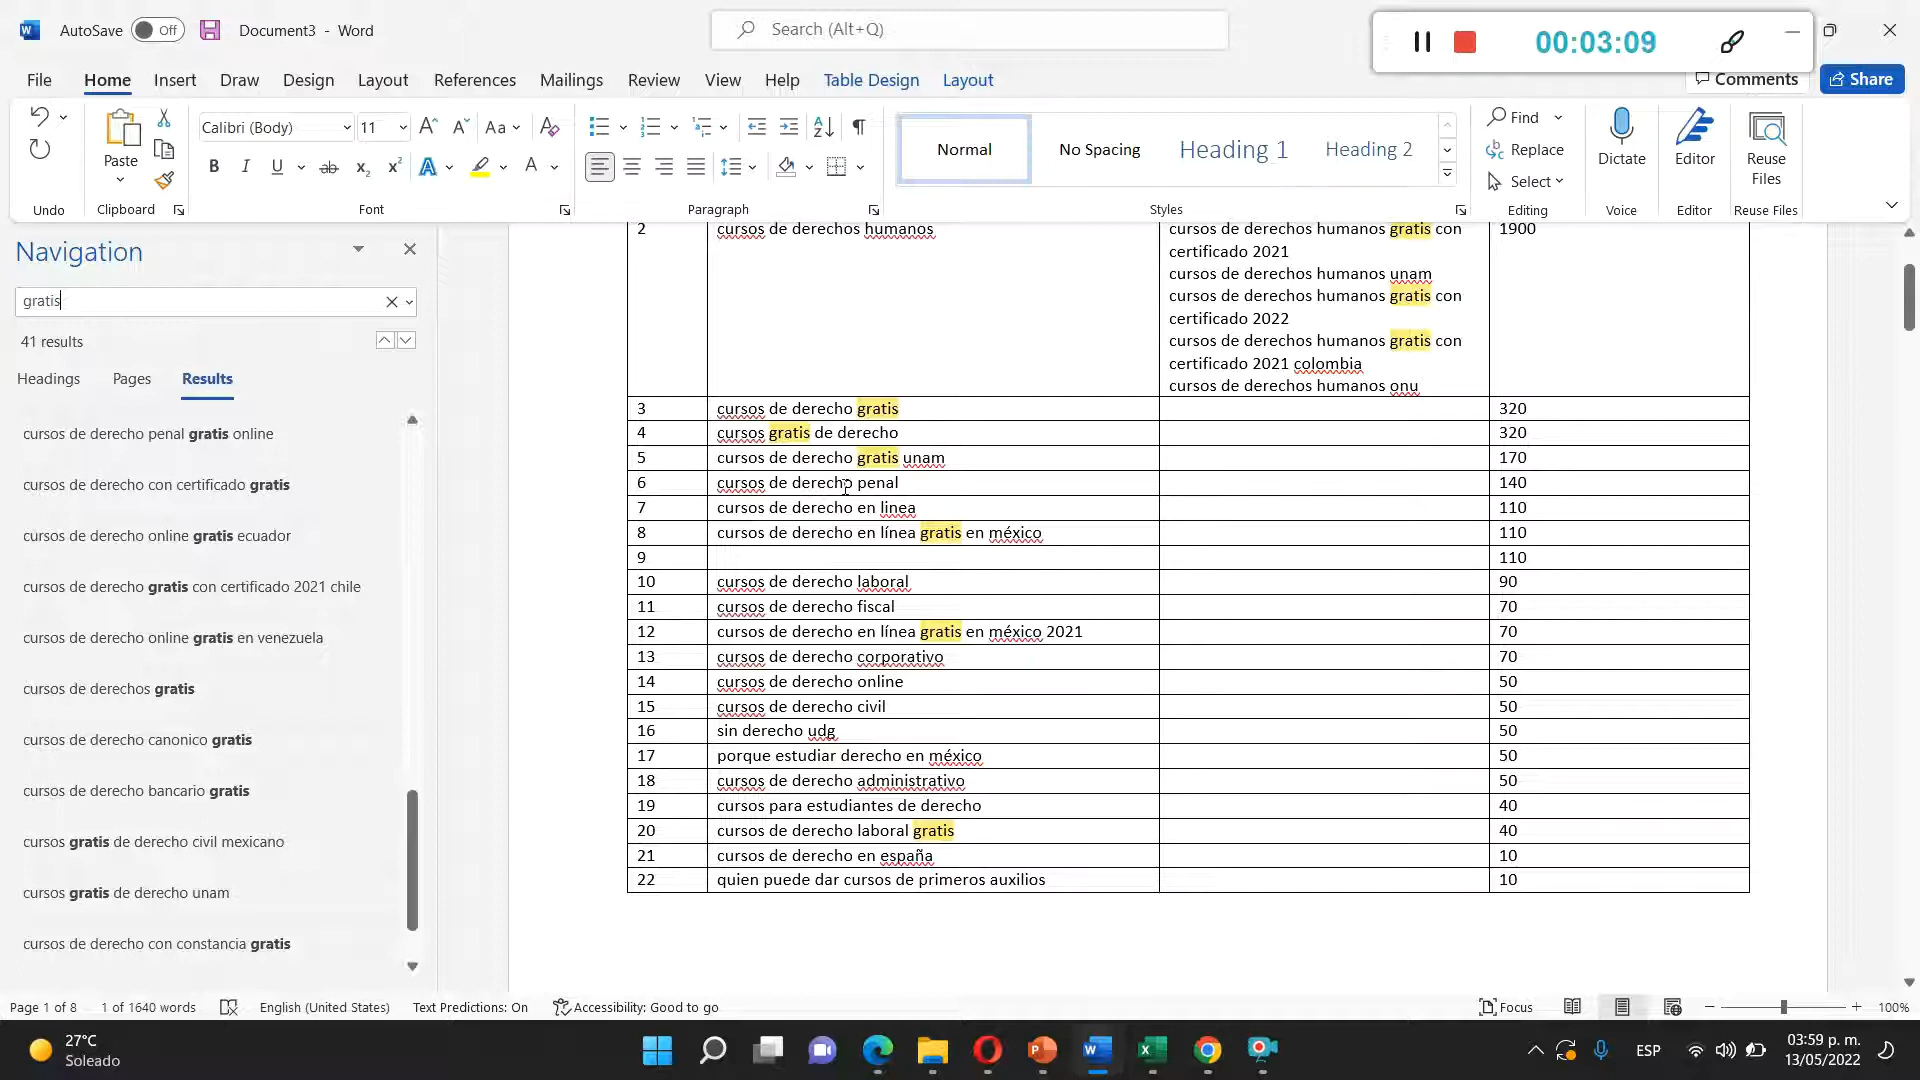 AutoSave Off Document3 - Word
Search (Alt+Q)
00:03:09
File Home Insert Draw Design Layout References Mailings Review View Help Table Design Layout
Comments Share
Calibri (Body) 11 Aa
Paste
Normal
No Spacing
Heading 1
Heading 2
Find
Replace
Select
Dictate
Editor
Reuse Files
Undo Clipboard Font Paragraph Styles Editing Voice Editor Reuse Files
Navigation
gratis
41 results
Headings Pages Results
cursos de derecho penal gratis online
cursos de derecho con certificado gratis
cursos de derecho online gratis ecuador
cursos de derecho gratis con certificado 2021 chile
cursos de derecho online gratis en venezuela
cursos de derechos gratis
cursos de derecho canonico gratis
cursos de derecho bancario gratis
cursos gratis de derecho civil mexicano
cursos gratis de derecho unam
cursos de derecho con constancia gratis
2 cursos de derechos humanos cursos de derechos humanos gratis con 1900
certificado 2021
cursos de derechos humanos unam
cursos de derechos humanos gratis con
certificado 2022
cursos de derechos humanos gratis con
certificado 2021 colombia
cursos de derechos humanos onu
3 cursos de derecho gratis 320
4 cursos gratis de derecho 320
5 cursos de derecho gratis unam 170
6 cursos de derecho penal 140
7 cursos de derecho en linea 110
8 cursos de derecho en línea gratis en méxico 110
9 110
10 cursos de derecho laboral 90
11 cursos de derecho fiscal 70
12 cursos de derecho en línea gratis en méxico 2021 70
13 cursos de derecho corporativo 70
14 cursos de derecho online 50
15 cursos de derecho civil 50
16 sin derecho udg 50
17 porque estudiar derecho en méxico 50
18 cursos de derecho administrativo 50
19 cursos para estudiantes de derecho 40
20 cursos de derecho laboral gratis 40
21 cursos de derecho en españa 10
22 quien puede dar cursos de primeros auxilios 10
Page 1 of 8 1 of 1640 words English (United States) Text Predictions: On Accessibility: Good to go Focus 100%
27°C
Soleado
ESP
03:59 p. m.
13/05/2022